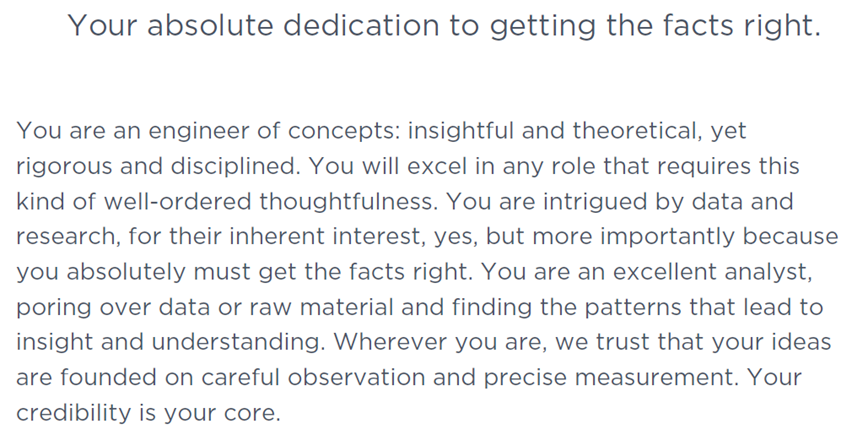 Your absolute dedication to getting the facts right.
You are an engineer of concepts: insightful and theoretical, yet
rigorous and disciplined. You will excel in any role that requires this
kind of well-ordered thoughtfulness. You are intrigued by data and
research, for their inherent interest, yes, but more importantly because
you absolutely must get the facts right. You are an excellent analyst,
poring over data or raw material and finding the patterns that lead to
insight and understanding. Wherever you are, we trust that your ideas
are founded on careful observation and precise measurement. Your
credibility is your core.